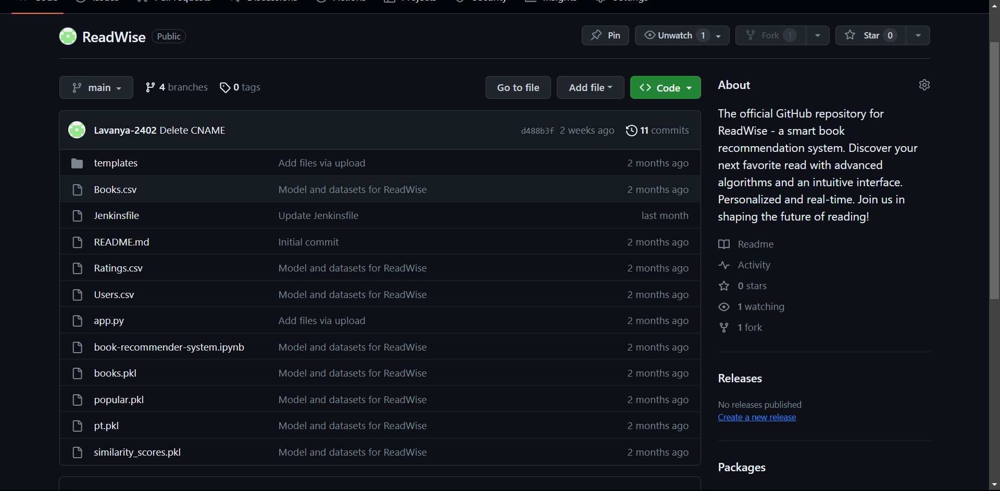 Code Issues Pull requests Discussions Actions Projects Security Insights Settings
ReadWise Public
Pin Unwatch 1 Fork 1 Star 0
main 4 branches 0 tags Go to file Add file <> Code
Lavanya-2402 Delete CNAME d488b3f 2 weeks ago 11 commits
templates Add files via upload 2 months ago
Books.csv Model and datasets for ReadWise 2 months ago
Jenkinsfile Update Jenkinsfile last month
README.md Initial commit 2 months ago
Ratings.csv Model and datasets for ReadWise 2 months ago
Users.csv Model and datasets for ReadWise 2 months ago
app.py Add files via upload 2 months ago
book-recommender-system.ipynb Model and datasets for ReadWise 2 months ago
books.pkl Model and datasets for ReadWise 2 months ago
popular.pkl Model and datasets for ReadWise 2 months ago
pt.pkl Model and datasets for ReadWise 2 months ago
similarity_scores.pkl Model and datasets for ReadWise 2 months ago
About
The official GitHub repository for
ReadWise - a smart book
recommendation system. Discover your
next favorite read with advanced
algorithms and an intuitive interface.
Personalized and real-time. Join us in
shaping the future of reading!
Readme
Activity
0 stars
1 watching
1 fork
Releases
No releases published
Create a new release
Packages